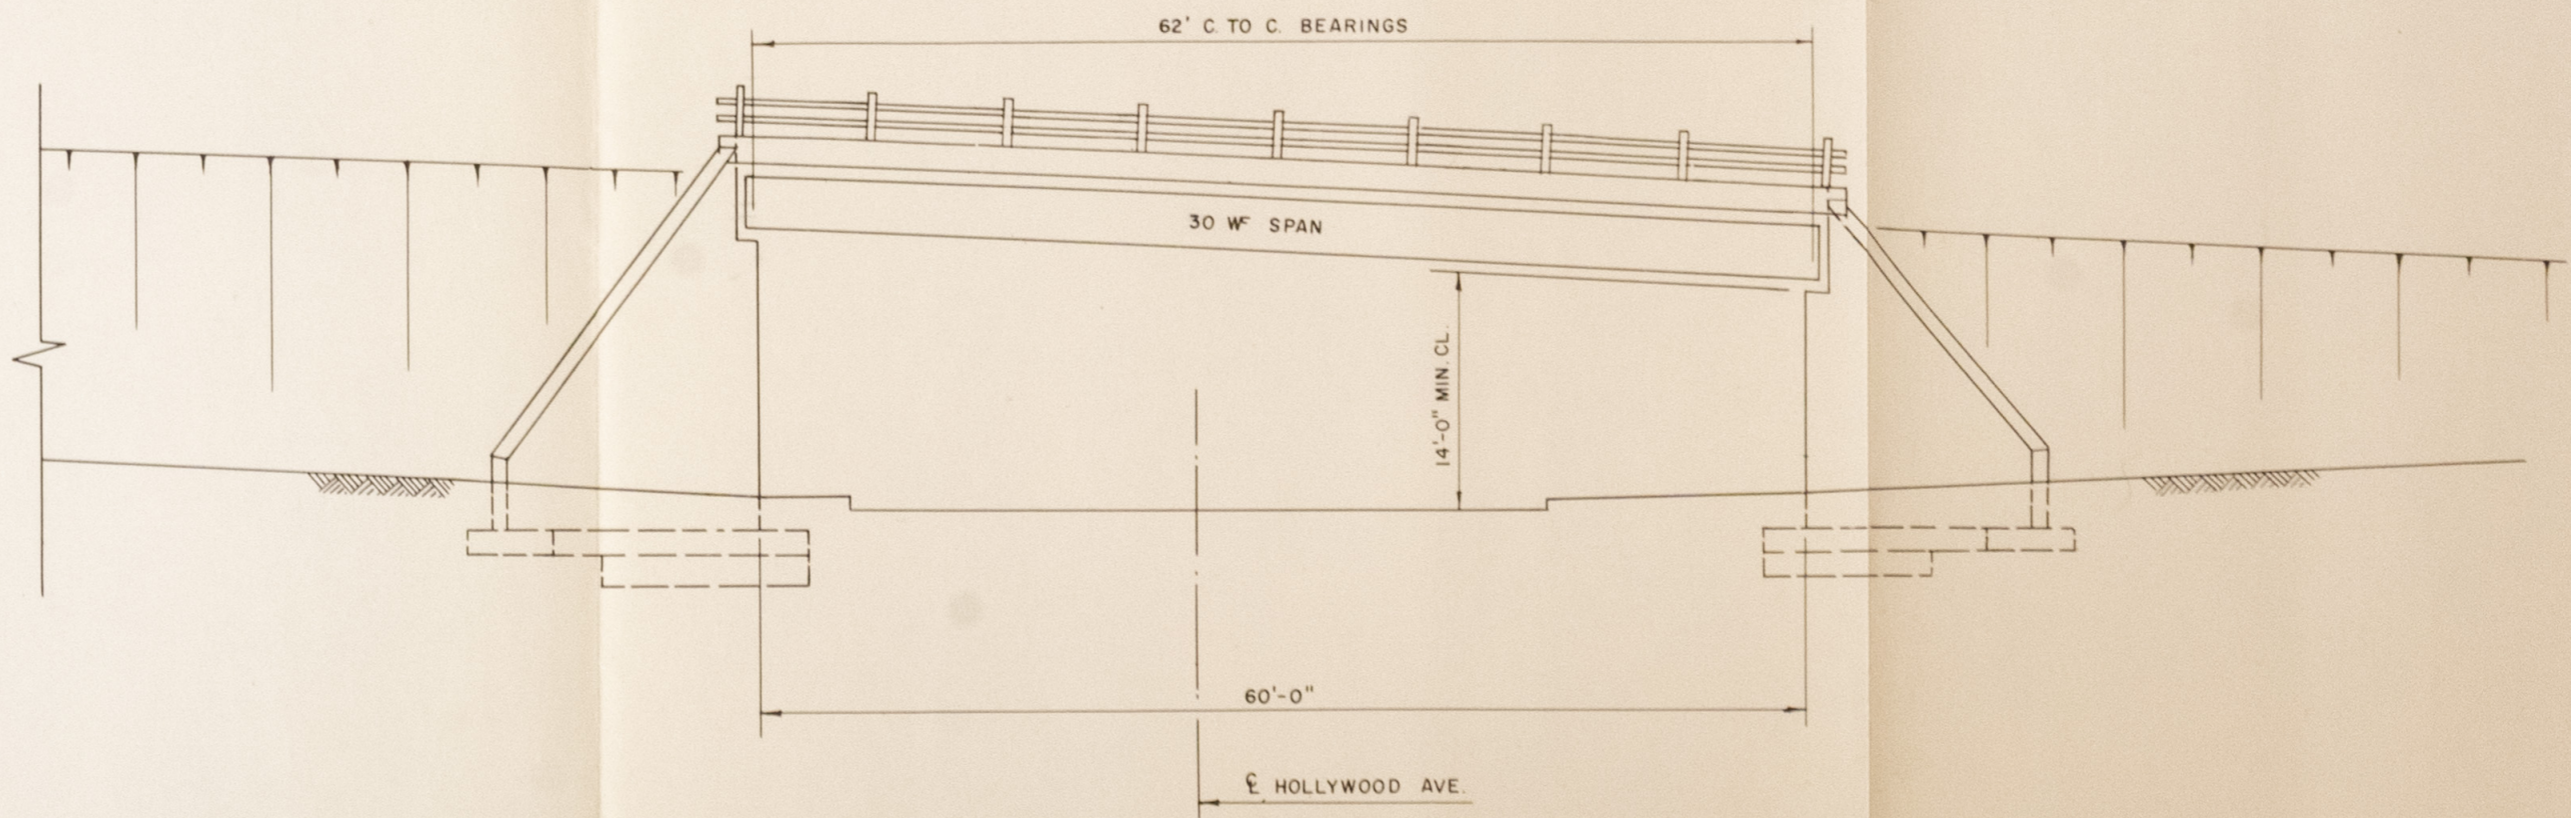 62' C. TO C. BEARINGS
30 WF SPAN
14'-0" MIN. CL.
60'-0"
℄ HOLLYWOOD AVE.